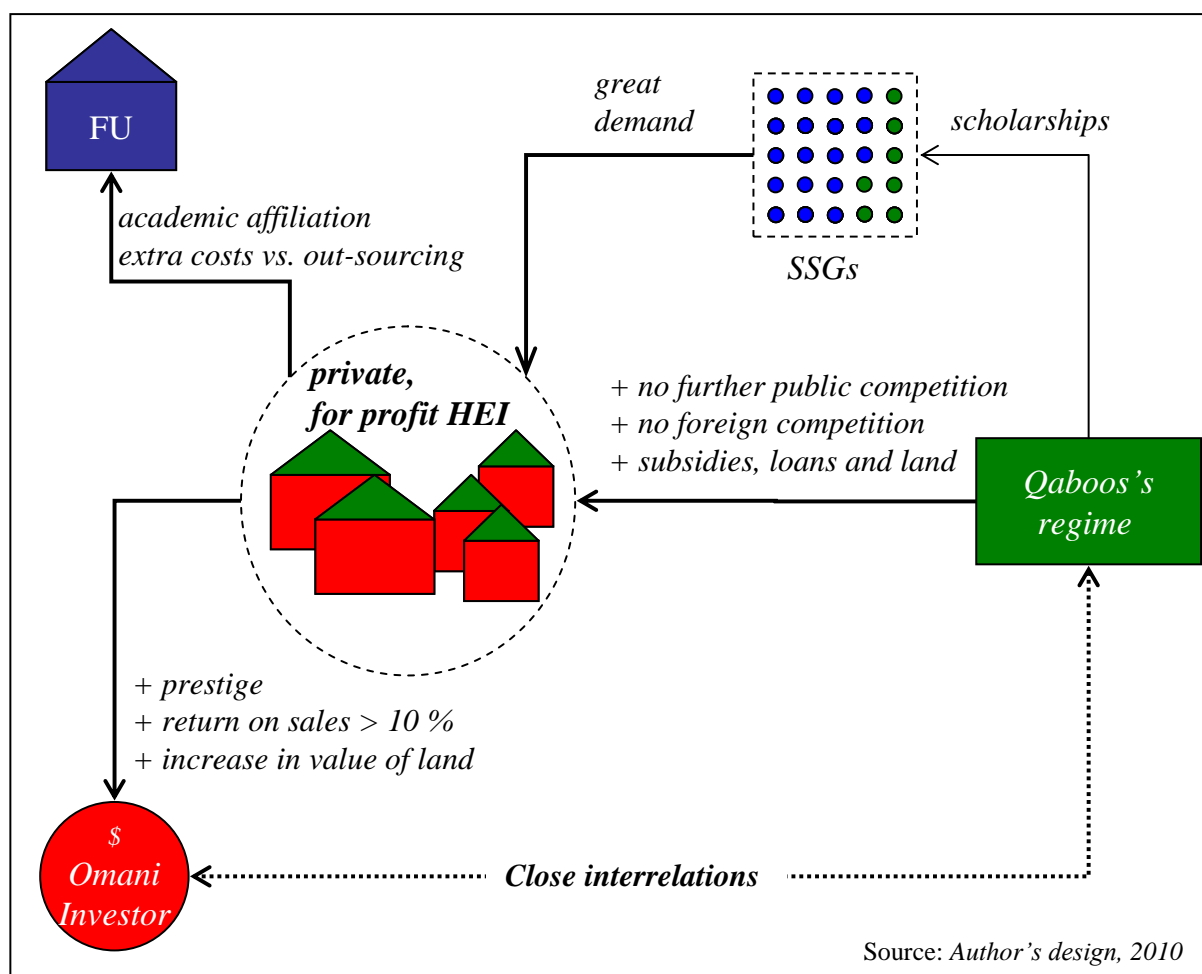 FU
great
demand
scholarships
academic affiliation
extra costs vs. out-sourcing
SSGs
private,
for profit HEI
+ no further public competition
+ no foreign competition
+ subsidies, loans and land
Qaboos’s
regime
+ prestige
+ return on sales > 10 %
+ increase in value of land
$
Omani
Investor
Close interrelations
Source: Author’s design, 2010